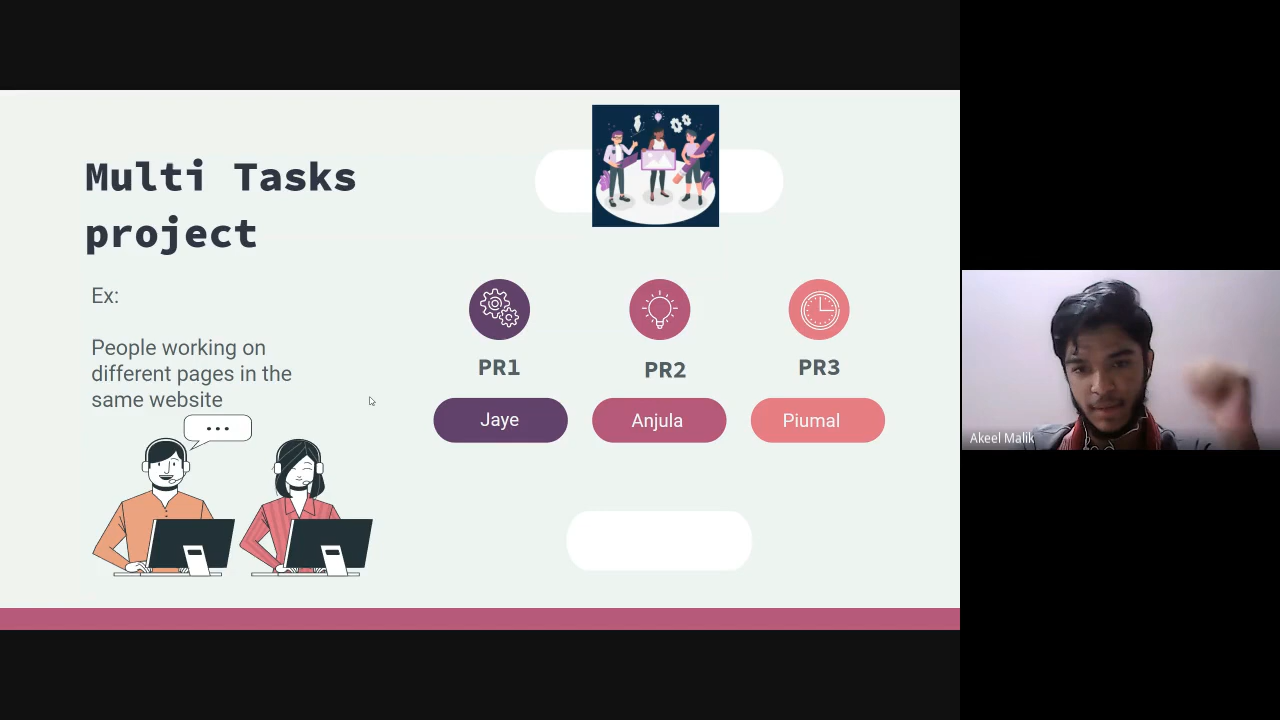 Multi Tasks
project
Ex:
People working on
different pages in the
same website
PR1
PR2
PR3
Jaye
Anjula
Piumal
Akeel Malik